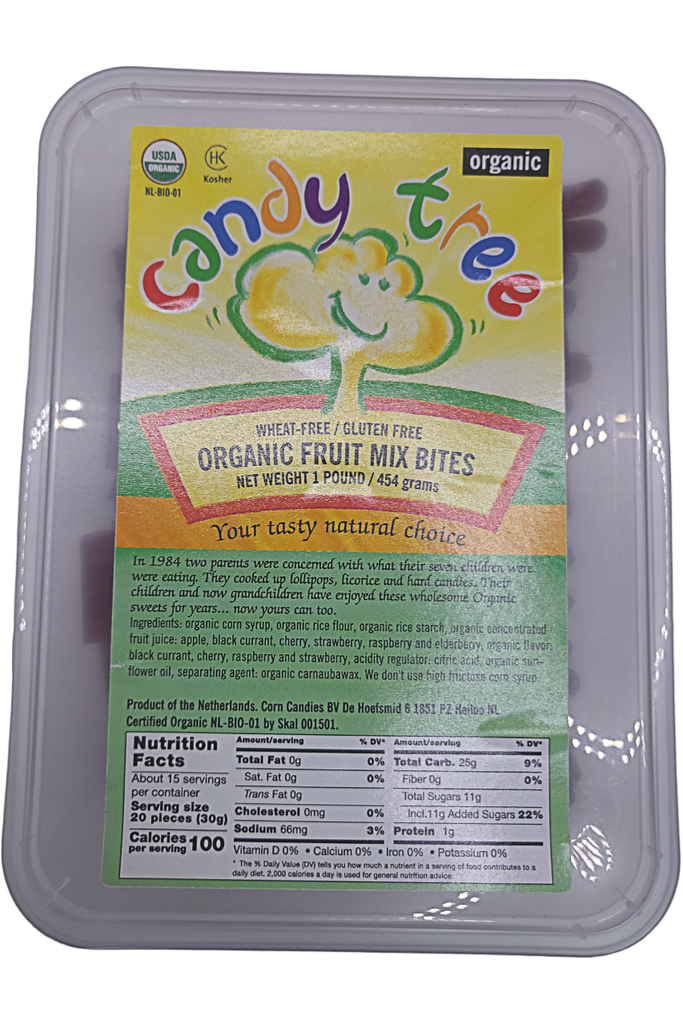 USDA
ORGANIC
NL-BIO-01
HK
Kosher
organic
candy tree
WHEAT-FREE / GLUTEN FREE
ORGANIC FRUIT MIX BITES
NET WEIGHT 1 POUND / 454 grams
Your tasty natural choice
In 1984 two parents were concerned with what their seven children were
were eating. They cooked up lollipops, licorice and hard candies. Their
children and now grandchildren have enjoyed these wholesome Organic
sweets for years... now yours can too.
Ingredients: organic corn syrup, organic rice flour, organic rice starch, organic concentrated
fruit juice: apple, black currant, cherry, strawberry, raspberry and elderberry, organic flavor:
black currant, cherry, raspberry and strawberry, acidity regulator: citric acid, organic sun-
flower oil, separating agent: organic carnaubawax. We don't use high fructose corn syrup.
Product of the Netherlands. Corn Candies BV De Hoefsmid 6 1851 PZ Heiloo NL
Certified Organic NL-BIO-01 by Skal 001501.
Nutrition
Facts
About 15 servings
per container
Serving size
20 pieces (30g)
Calories
per serving 100
Amount/serving % DV*
Total Fat 0g 0%
Sat. Fat 0g 0%
Trans Fat 0g
Cholesterol 0mg 0%
Sodium 66mg 3%
Amount/serving % DV*
Total Carb. 25g 9%
Fiber 0g 0%
Total Sugars 11g
Incl.11g Added Sugars 22%
Protein 1g
Vitamin D 0% • Calcium 0% • Iron 0% • Potassium 0%
* The % Daily Value (DV) tells you how much a nutrient in a serving of food contributes to a
daily diet. 2,000 calories a day is used for general nutrition advice.